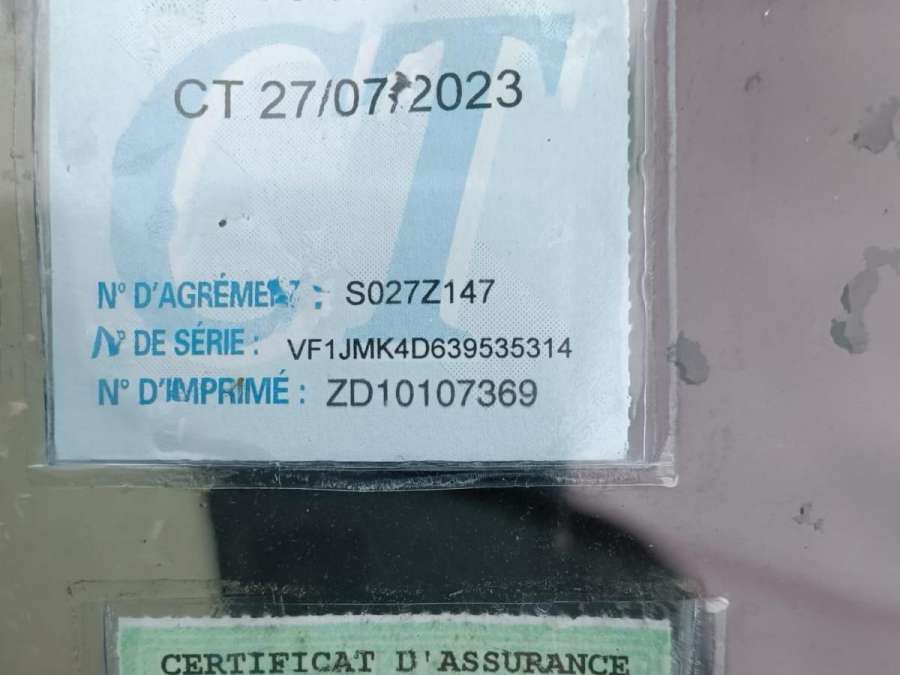 CT 27/07/2023
N° D'AGRÉMENT : S027Z147
N° DE SÉRIE : VF1JMK4D639535314
N° D'IMPRIMÉ : ZD10107369
CERTIFICAT D'ASSURANCE